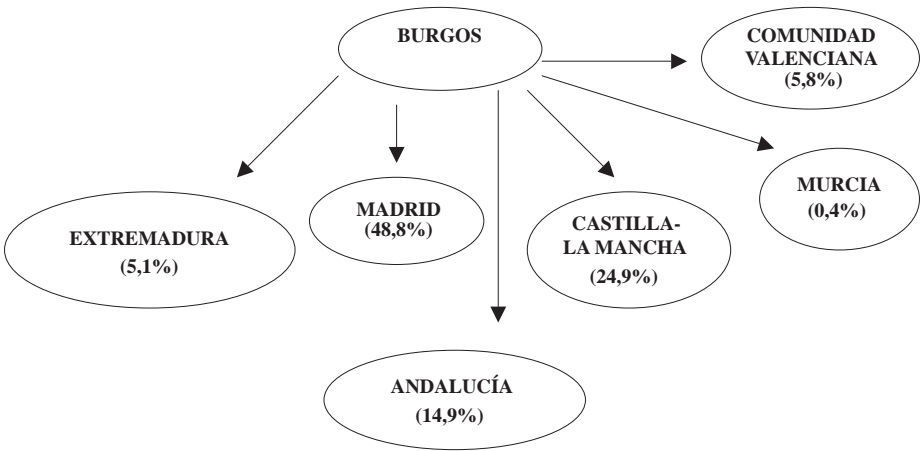 BURGOS
COMUNIDAD
VALENCIANA
(5,8%)
MURCIA
(0,4%)
MADRID
(48,8%)
CASTILLA-
LA MANCHA
(24,9%)
EXTREMADURA
(5,1%)
ANDALUCÍA
(14,9%)